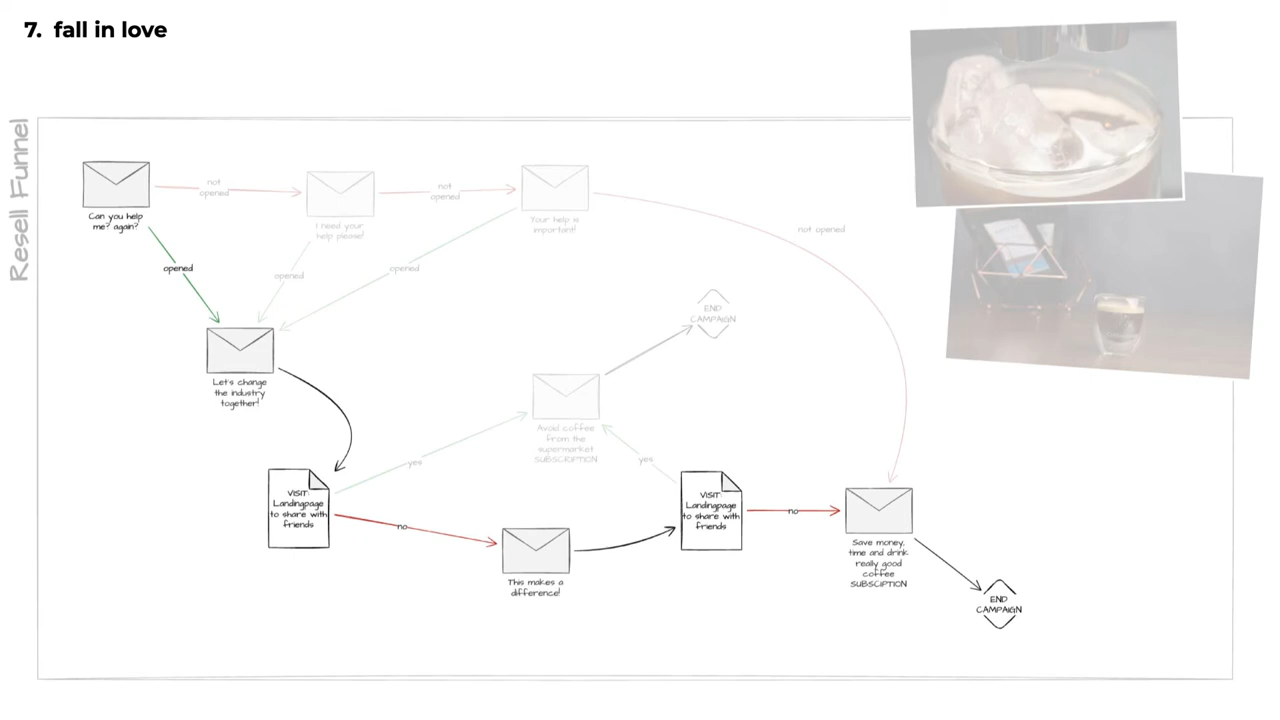 7. fall in love
Resell Funnel
Can you help
me? again?
not
opened
I need your
help please!
not
opened
Your help is
important!
not opened
opened
opened
opened
Let's change
the industry
together!
END
CAMPAIGN
Avoid coffee
from the
supermarket
SUBSCRIPTION
yes
yes
VISIT:
Landingpage
to share with
friends
no
This makes a
difference!
VISIT:
Landingpage
to share with
friends
no
Save money,
time and drink
really good
coffee
SUBSCIPTION
END
CAMPAIGN